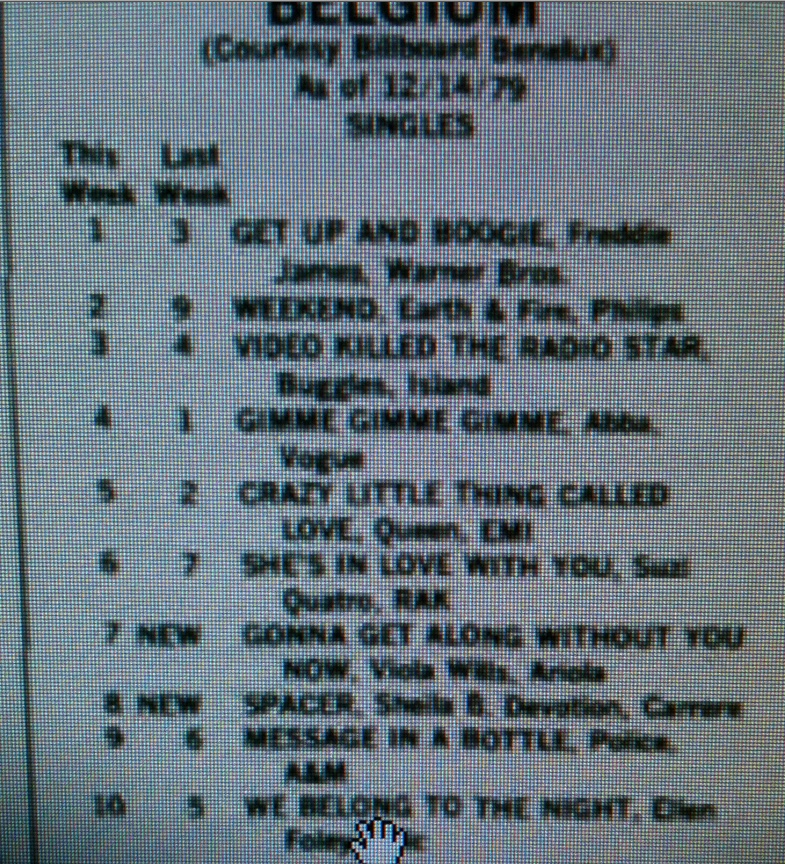 BELGIUM
(Courtesy Billboard Benelux)
As of 12/14/79
SINGLES
This Last
Week Week
1 3 GET UP AND BOOGIE, Freddie
James, Warner Bros.
2 9 WEEKEND, Earth & Fire, Philips
3 4 VIDEO KILLED THE RADIO STAR,
Buggles, Island
4 1 GIMME GIMME GIMME, Abba,
Vogue
5 2 CRAZY LITTLE THING CALLED
LOVE, Queen, EMI
6 7 SHE'S IN LOVE WITH YOU, Suzi
Quatro, RAK
7 NEW GONNA GET ALONG WITHOUT YOU
NOW, Viola Wills, Ariola
8 NEW SPACER, Sheila B. Devotion, Carrere
9 6 MESSAGE IN A BOTTLE, Police,
A&M
10 5 WE BELONG TO THE NIGHT, Ellen
Foley